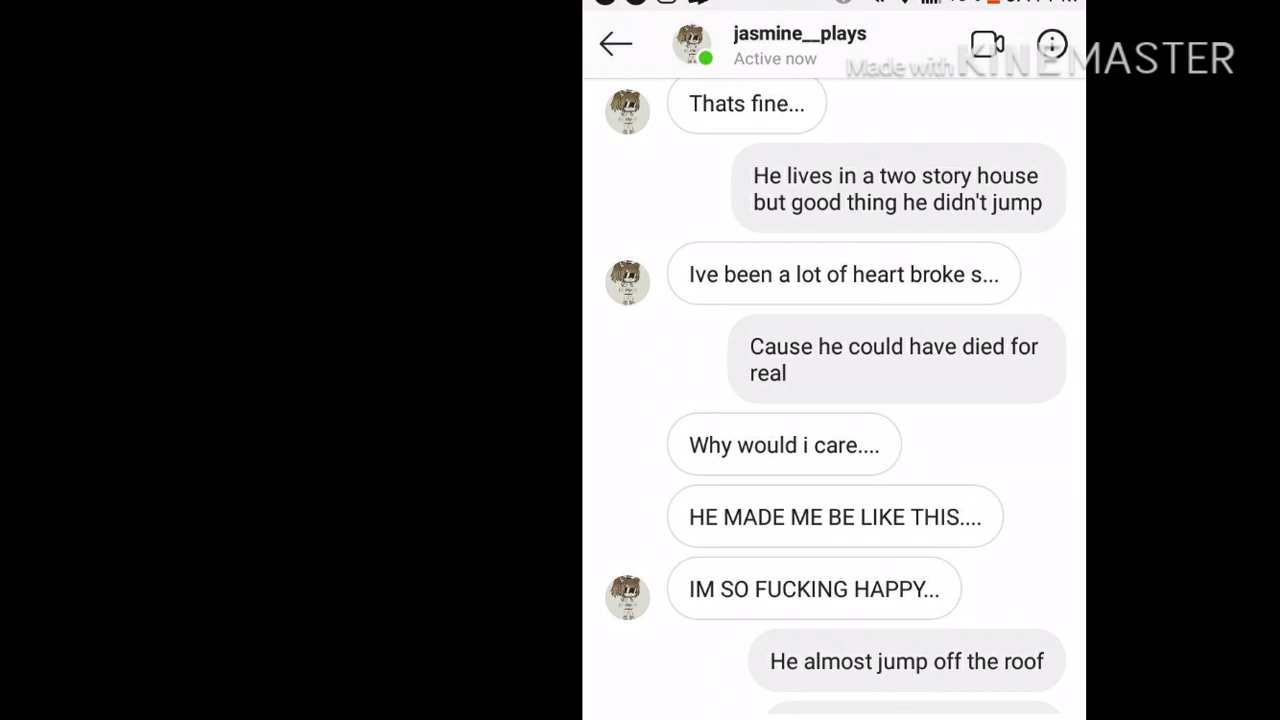 jasmine__plays
Active now
Made with KINEMASTER
Thats fine...
He lives in a two story house
but good thing he didn't jump
Ive been a lot of heart broke s...
Cause he could have died for
real
Why would i care....
HE MADE ME BE LIKE THIS....
IM SO FUCKING HAPPY...
He almost jump off the roof